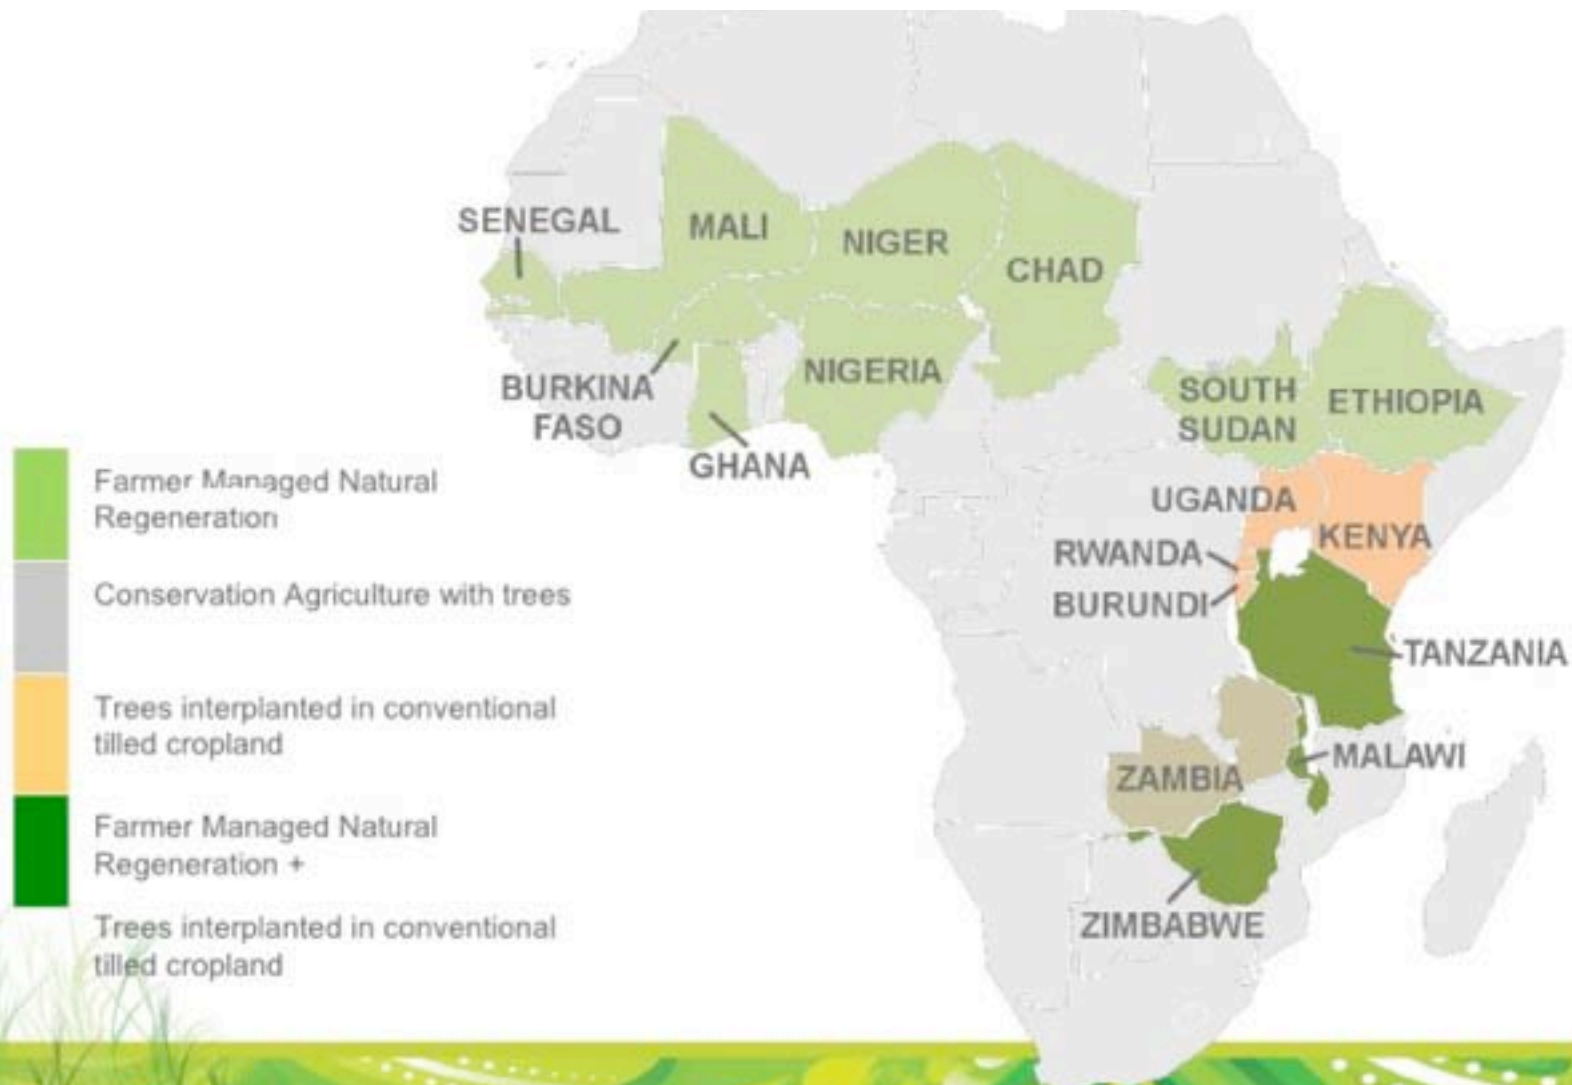 SENEGAL
MALI
NIGER
CHAD
BURKINA
FASO
NIGERIA
GHANA
SOUTH
SUDAN
ETHIOPIA
UGANDA
KENYA
RWANDA
BURUNDI
TANZANIA
ZAMBIA
MALAWI
ZIMBABWE
Farmer Managed Natural
Regeneration
Conservation Agriculture with trees
Trees interplanted in conventional
tilled cropland
Farmer Managed Natural
Regeneration +
Trees interplanted in conventional
tilled cropland